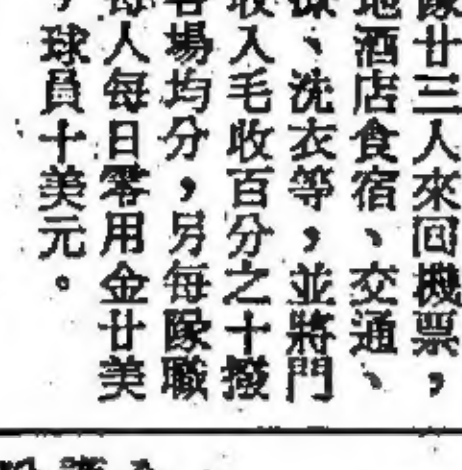 隊廿三人來回機票，
地酒店食宿、交通、
、洗衣等，並將門
收入毛收百分之十撥
客場均分，另每隊職
每人每日零用金廿美
，球員十美元。